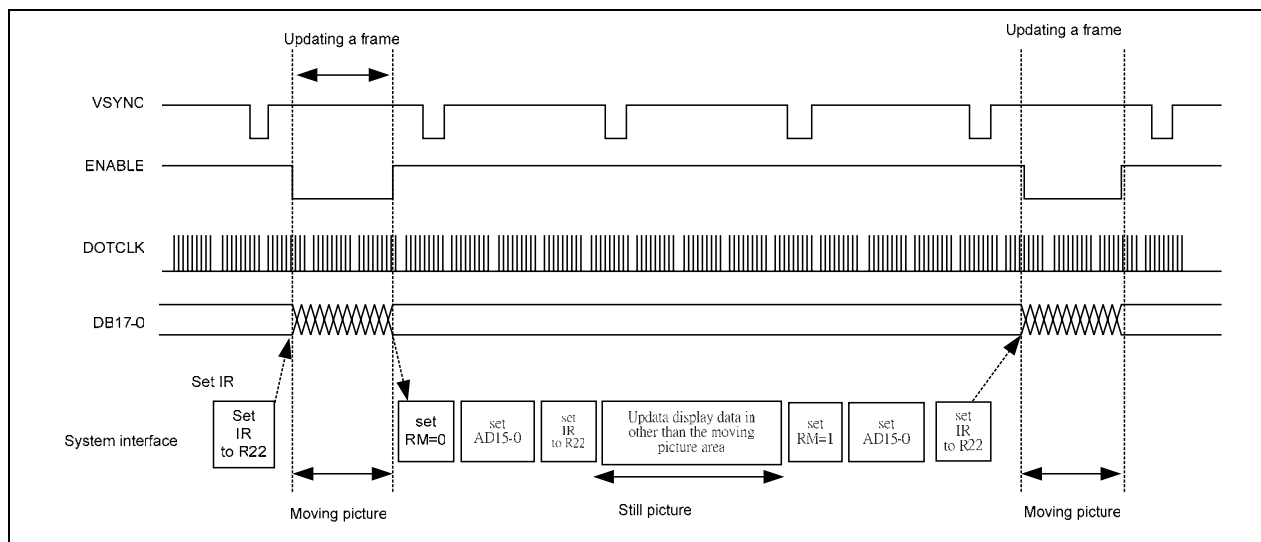 Updating a frame
Updating a frame
VSYNC
ENABLE
DOTCLK
DB17-0
Set IR
System interface
Set
IR
to R22
set
RM=0
set
AD15-0
set
IR
to R22
Updata display data in
other than the moving
picture area
set
RM=1
set
AD15-0
set
IR
to R22
Moving picture
Still picture
Moving picture